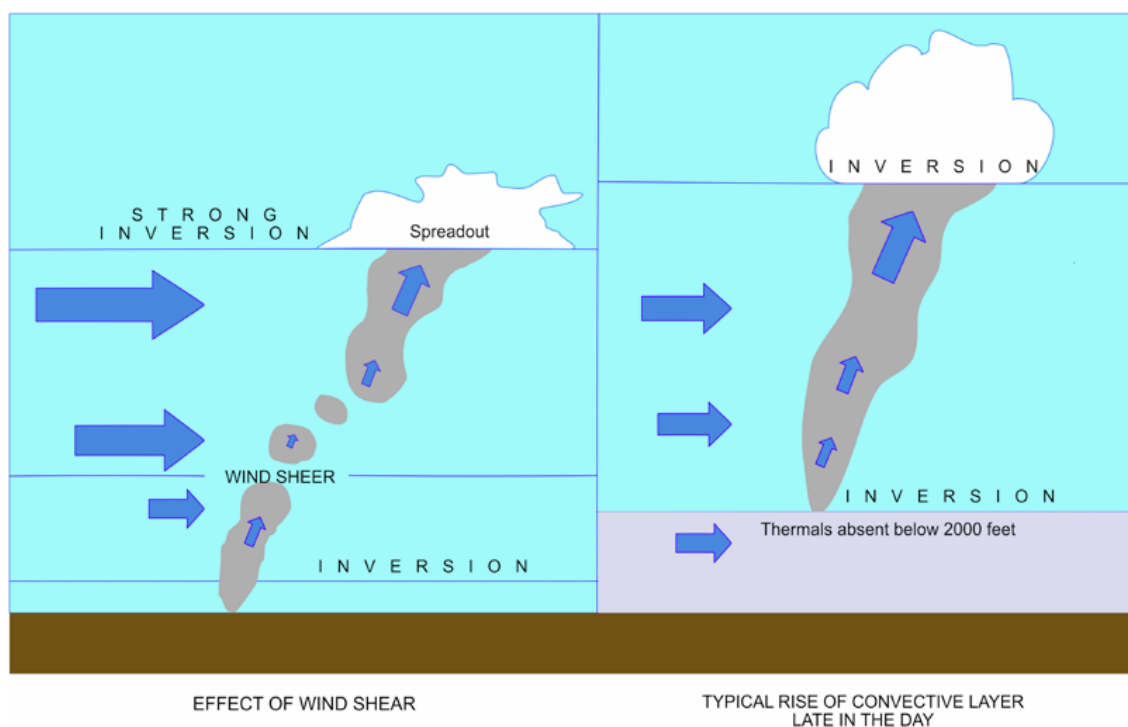 STRONG
INVERSION
Spreadout
WIND SHEER
INVERSION
EFFECT OF WIND SHEAR
INVERSION
INVERSION
Thermals absent below 2000 feet
TYPICAL RISE OF CONVECTIVE LAYER
LATE IN THE DAY